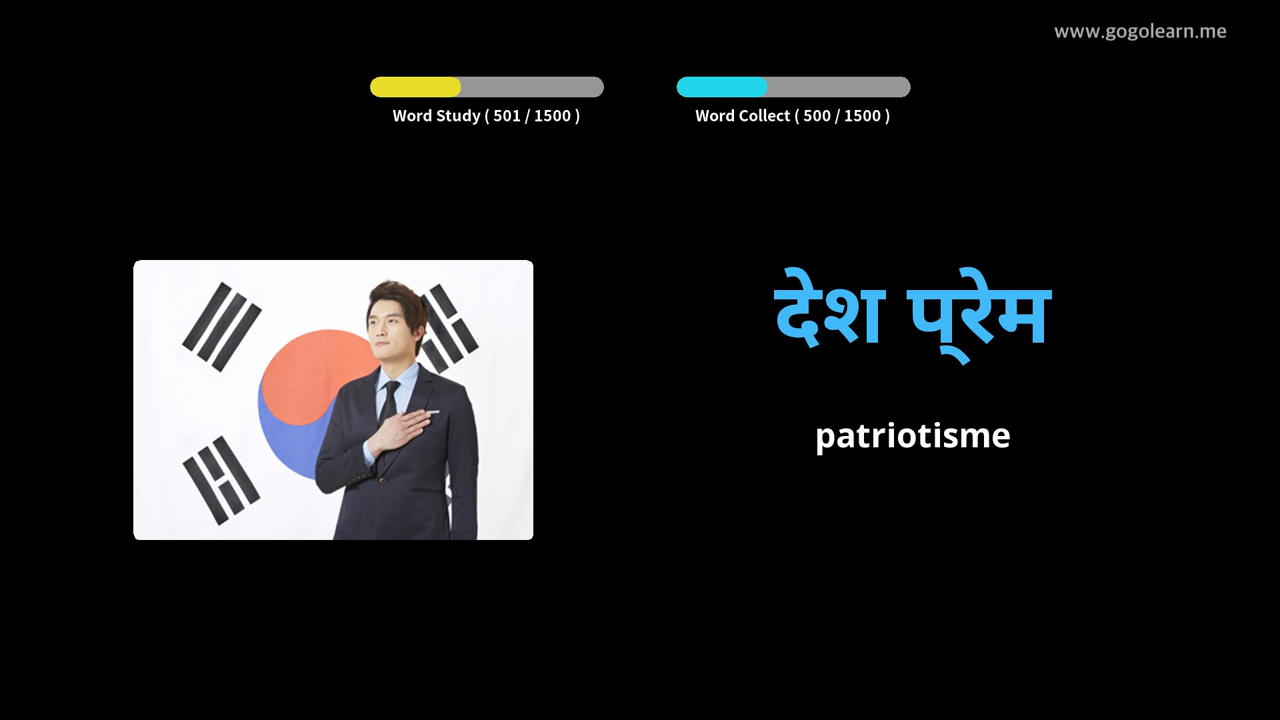 www.gogolearn.me
Word Study ( 501 / 1500 )
Word Collect ( 500 / 1500 )
देश प्रेम
patriotisme